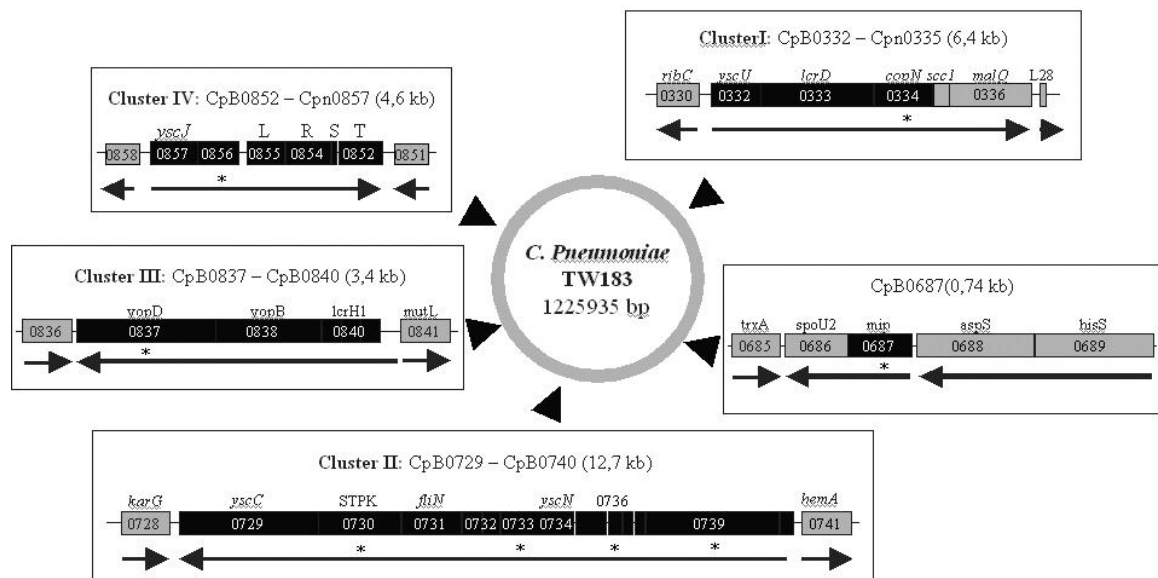 ClusterI: CpB0332 – Cpn0335 (6,4 kb)
ribC yscU lcrD copN scc1 malQ L28
0330 0332 0333 0334 0336
*
Cluster IV: CpB0852 – Cpn0857 (4,6 kb)
yscJ L R S T
0858 0857 0856 0855 0854 0852 0851
*
C. Pneumoniae
TW183
1225935 bp
Cluster III: CpB0837 – CpB0840 (3,4 kb)
yopD yopB lcrH1 mutL
0836 0837 0838 0840 0841
*
CpB0687(0,74 kb)
trxA spoU2 mip aspS hisS
0685 0686 0687 0688 0689
*
Cluster II: CpB0729 – CpB0740 (12,7 kb)
karG yscC STPK fliN yscN 0736 hemA
0728 0729 0730 0731 0732 0733 0734 0739 0741
* * * *